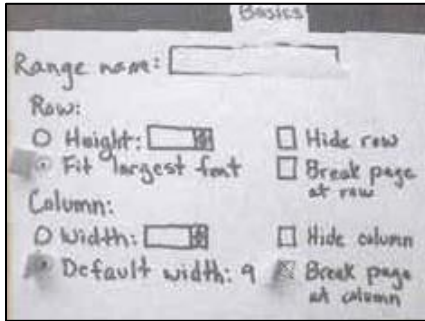 Basics
Range name:
Row:
Height: Hide row
Fit largest font Break page
at row
Column:
Width: Hide column
Default width: 9 Break page
at column